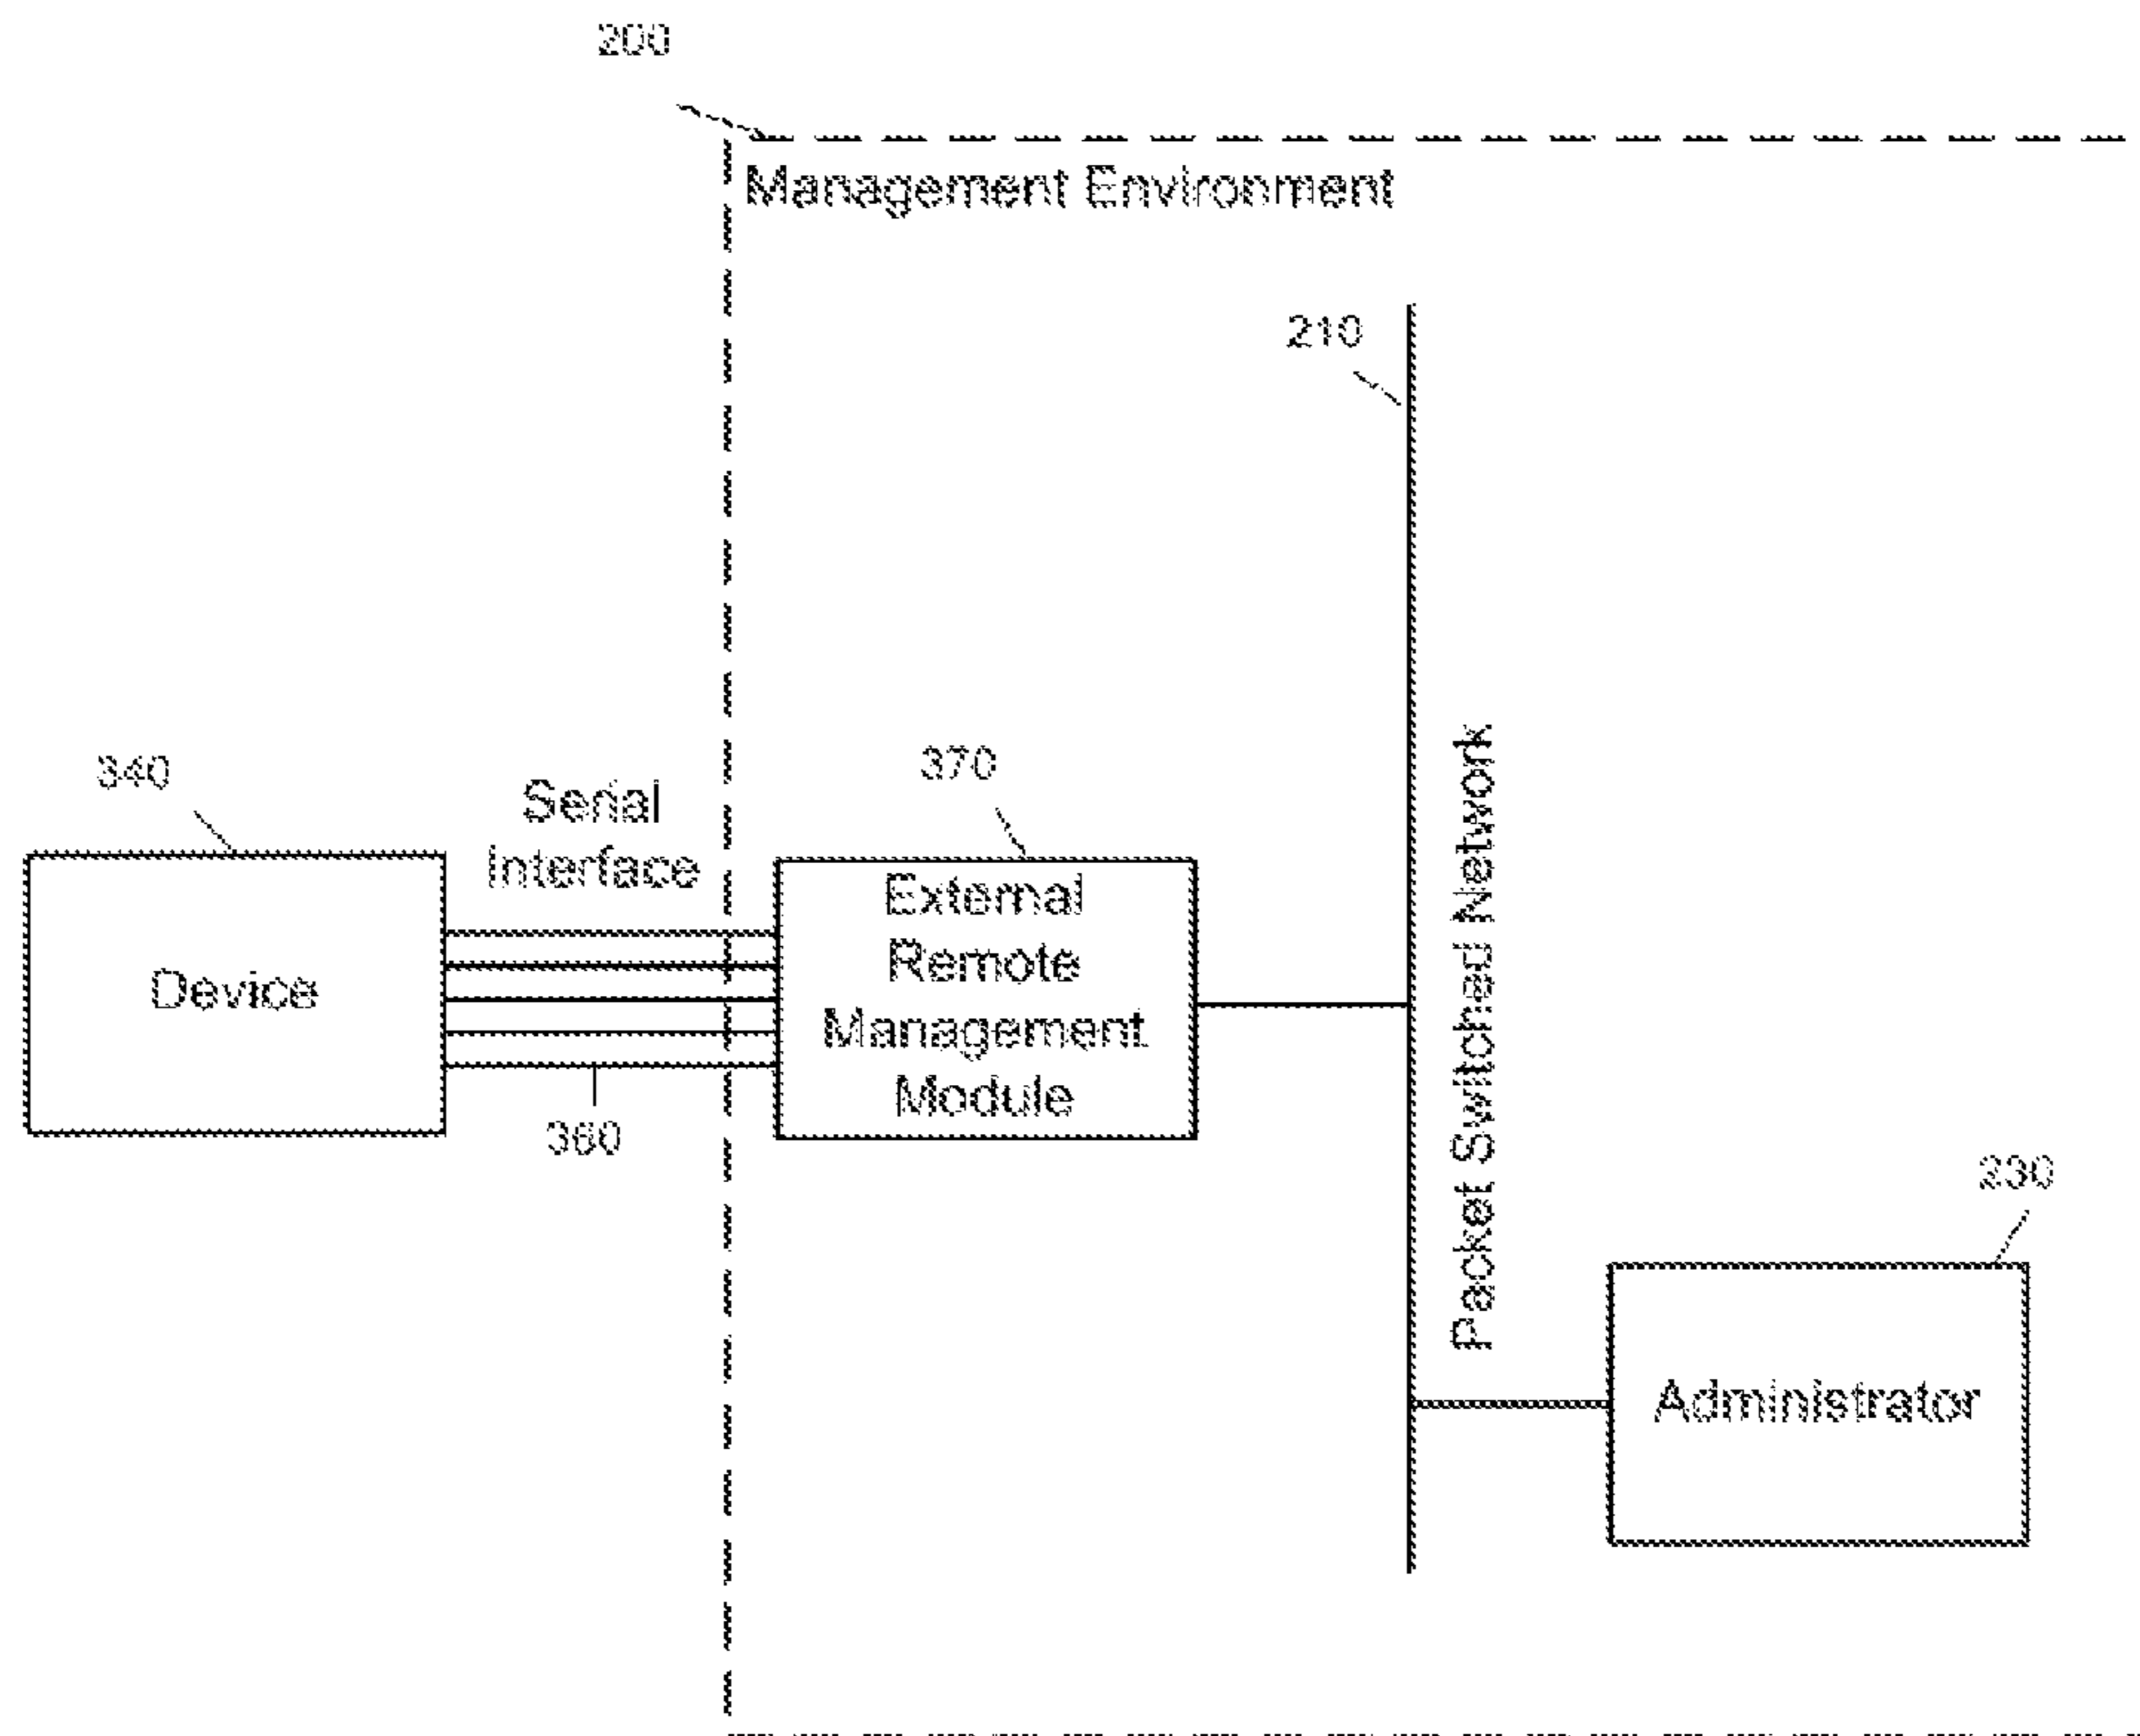 200
Management Environment
210
340
Serial
Interface
370
External
Remote
Management
Module
Device
360
Packet Switched Network
230
Administrator